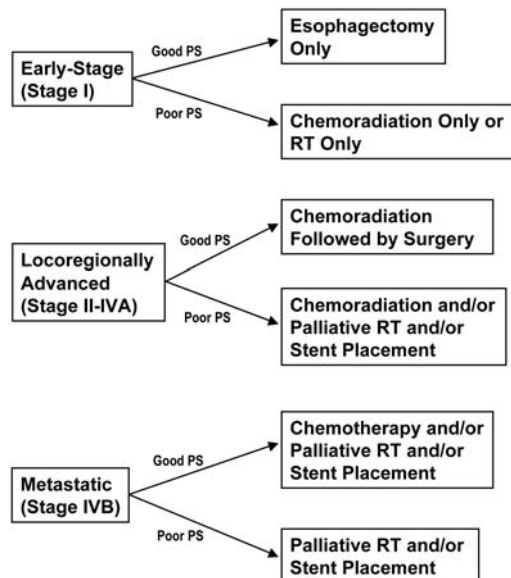 Early-Stage
(Stage I)
Good PS
Esophagectomy
Only
Poor PS
Chemoradiation Only or
RT Only
Locoregionally
Advanced
(Stage II-IVA)
Good PS
Chemoradiation
Followed by Surgery
Poor PS
Chemoradiation and/or
Palliative RT and/or
Stent Placement
Metastatic
(Stage IVB)
Good PS
Chemotherapy and/or
Palliative RT and/or
Stent Placement
Poor PS
Palliative RT and/or
Stent Placement